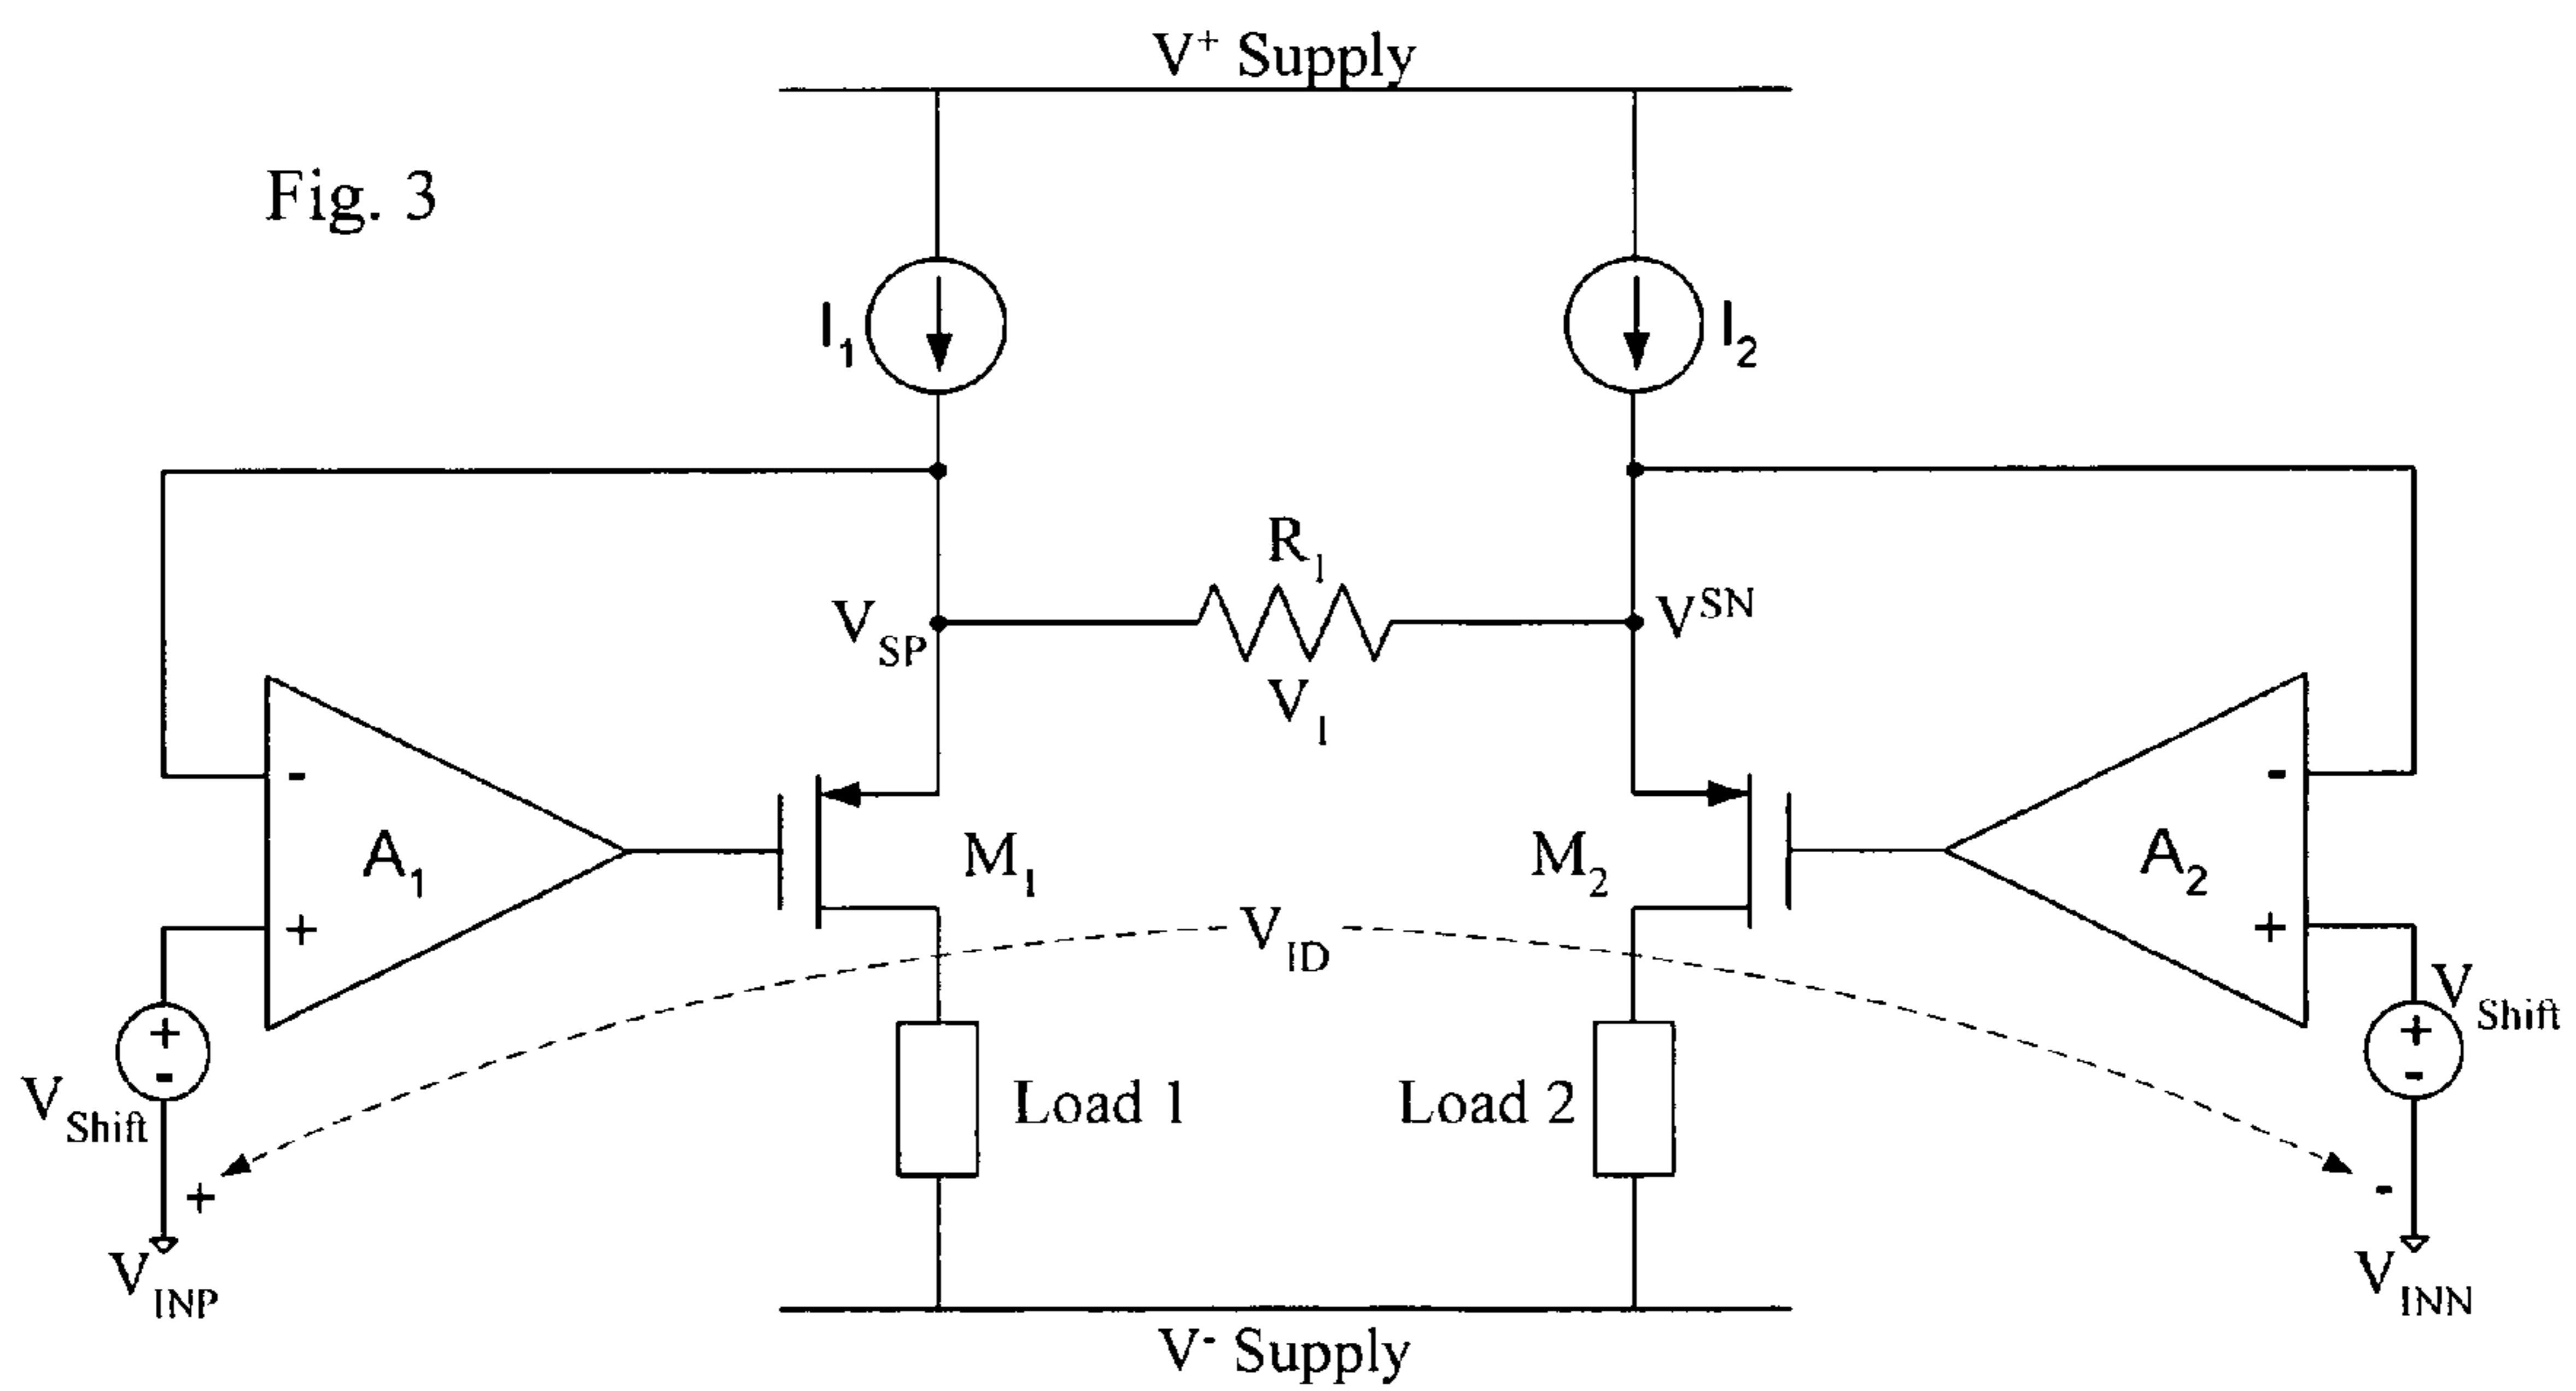 V⁺ Supply
Fig. 3
I₁
I₂
R₁
V_SP
V^SN
V₁
-
-
A₁
M₁
M₂
A₂
+
V_ID
+
V_Shift
+
-
+
-
V_Shift
Load 1
Load 2
+
-
V_INP
V_INN
V⁻ Supply